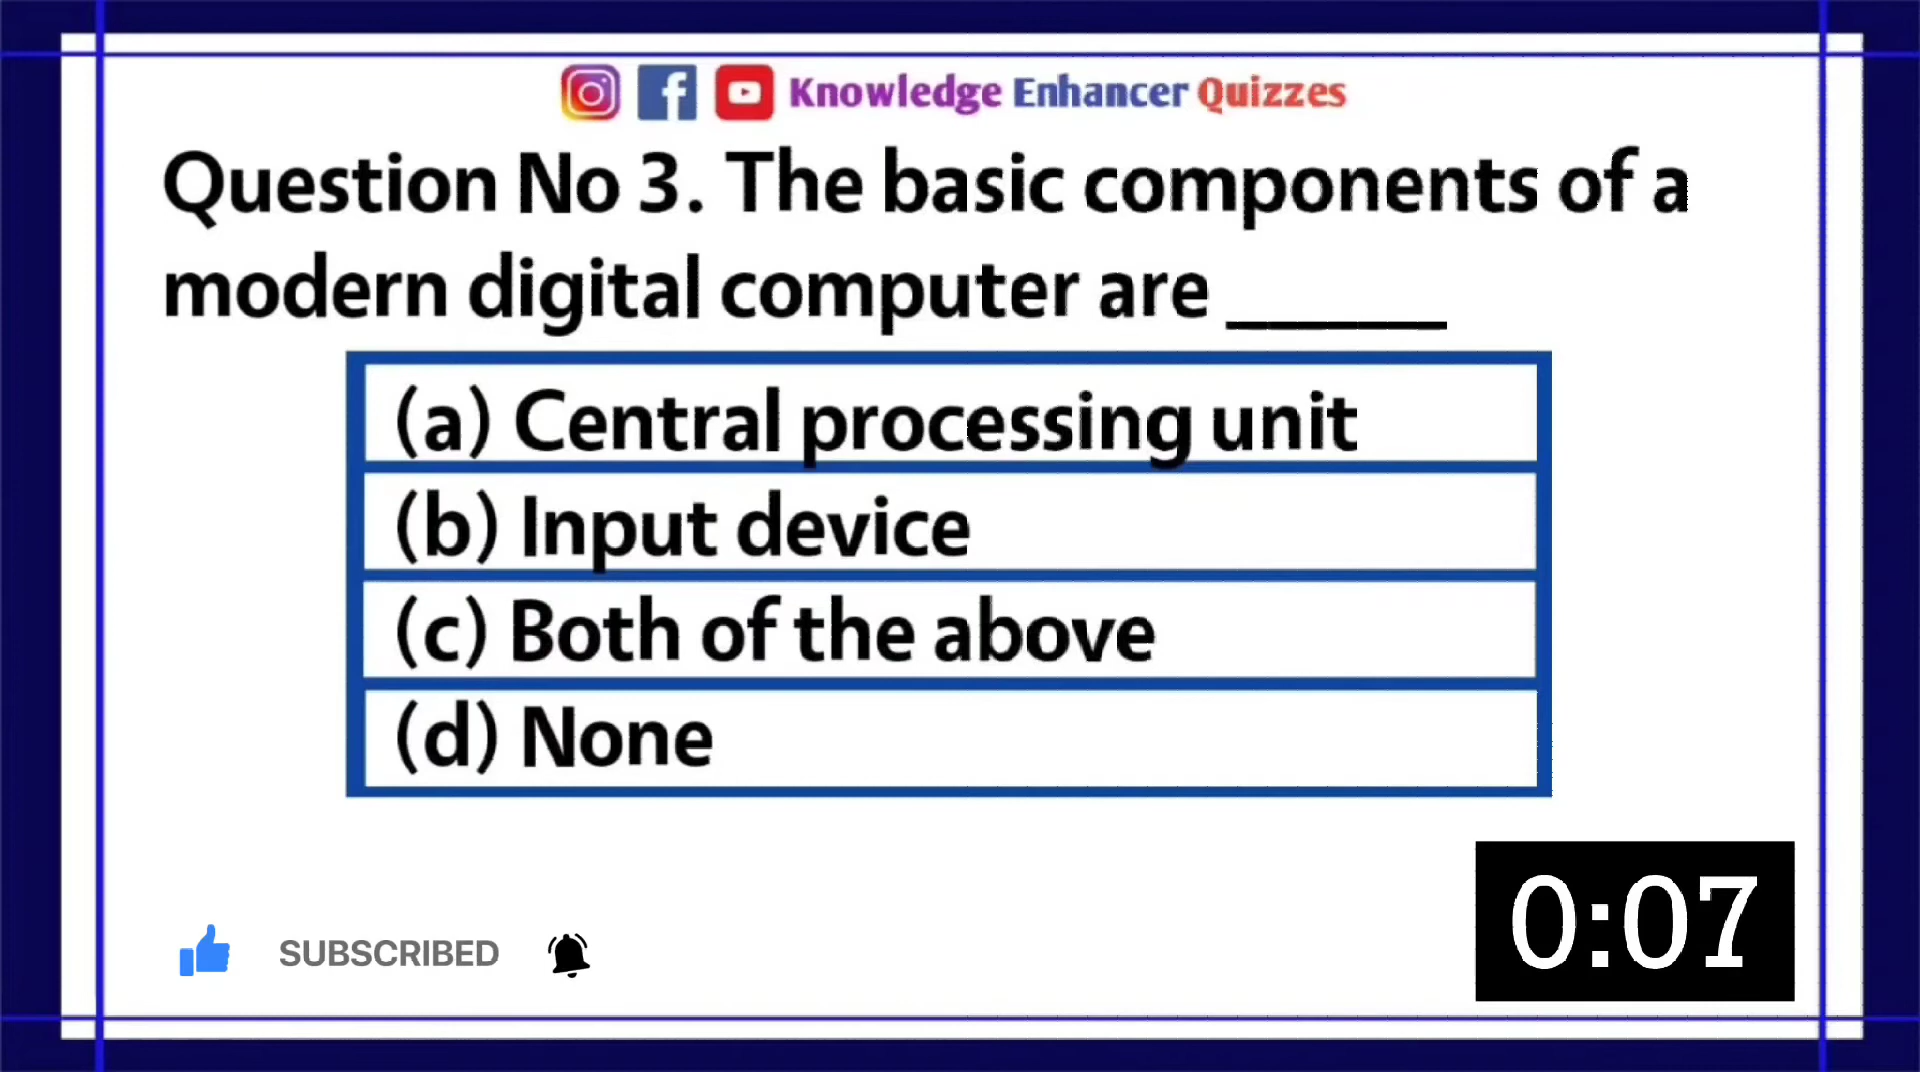 Knowledge Enhancer Quizzes
Question No 3. The basic components of a
modern digital computer are ______
(a) Central processing unit
(b) Input device
(c) Both of the above
(d) None
0:07
SUBSCRIBED